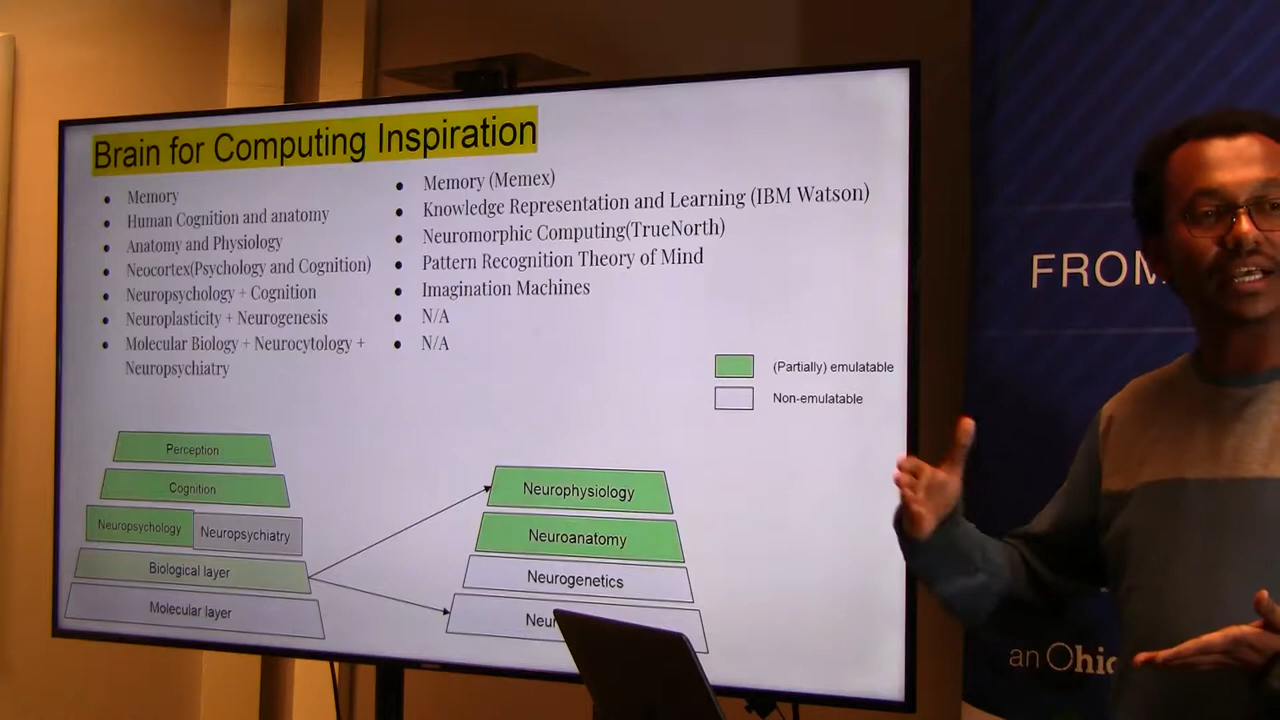 Brain for Computing Inspiration
Memory
Human Cognition and anatomy
Anatomy and Physiology
Neocortex(Psychology and Cognition)
Neuropsychology + Cognition
Neuroplasticity + Neurogenesis
Molecular Biology + Neurocytology +
Neuropsychiatry
Memory (Memex)
Knowledge Representation and Learning (IBM Watson)
Neuromorphic Computing(TrueNorth)
Pattern Recognition Theory of Mind
Imagination Machines
N/A
N/A
(Partially) emulatable
Non-emulatable
Perception
Cognition
Neuropsychology
Neuropsychiatry
Biological layer
Molecular layer
Neurophysiology
Neuroanatomy
Neurogenetics
FROM
an